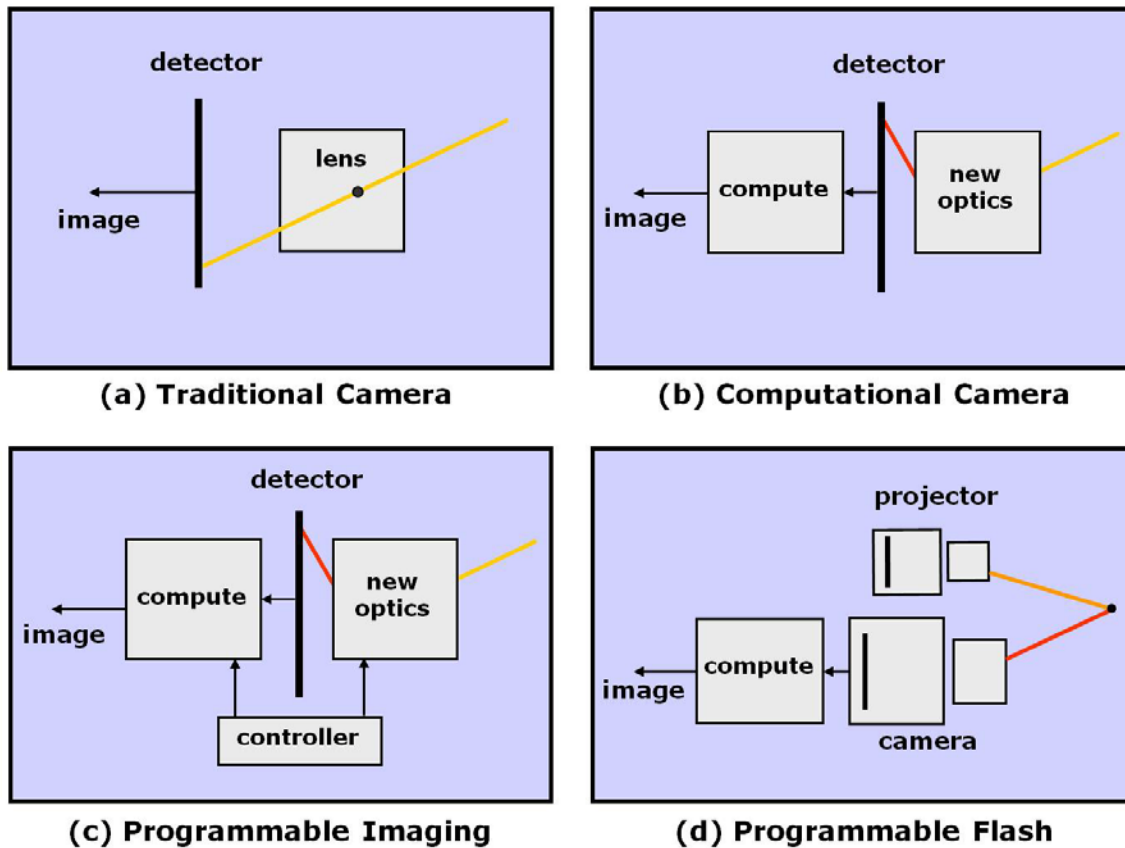 detector
lens
image
(a) Traditional Camera
detector
compute
new
optics
image
(b) Computational Camera
detector
compute
new
optics
image
controller
(c) Programmable Imaging
projector
compute
image
camera
(d) Programmable Flash